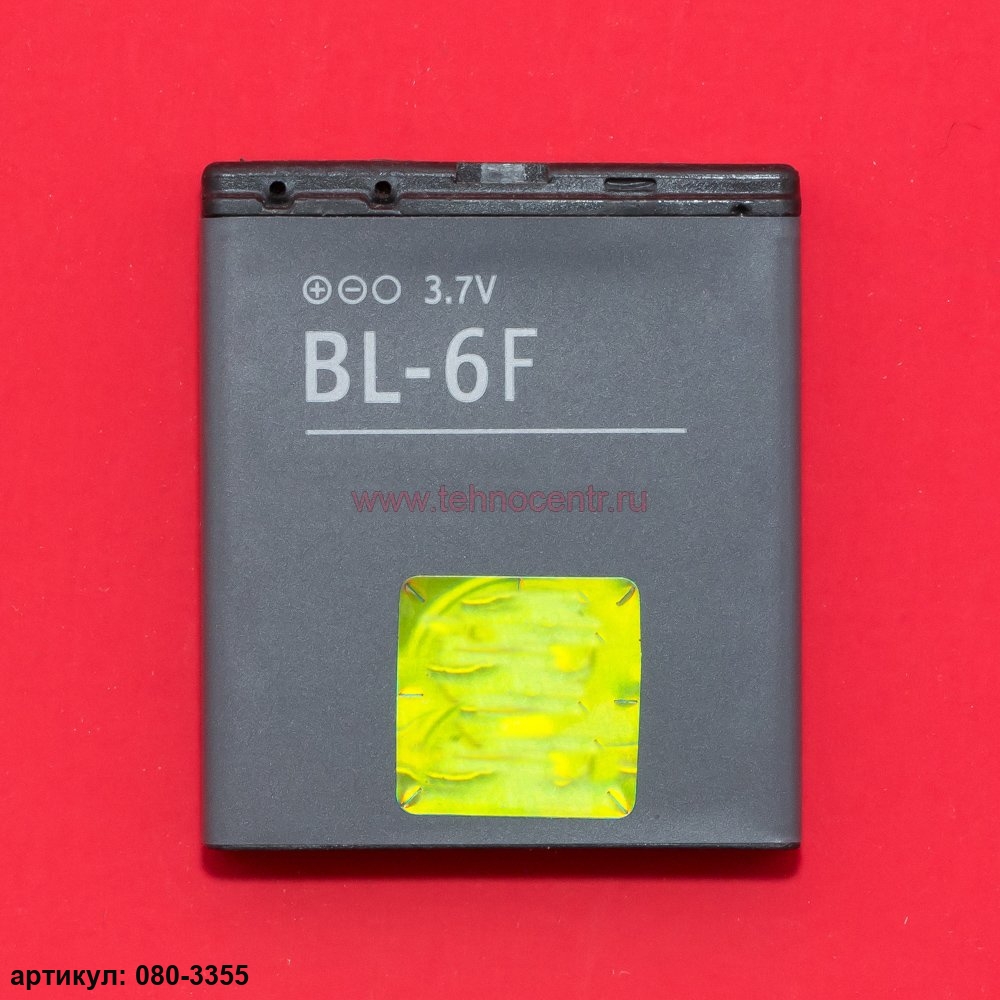 3.7V
BL-6F
www.tehnocentr.ru
артикул: 080-3355